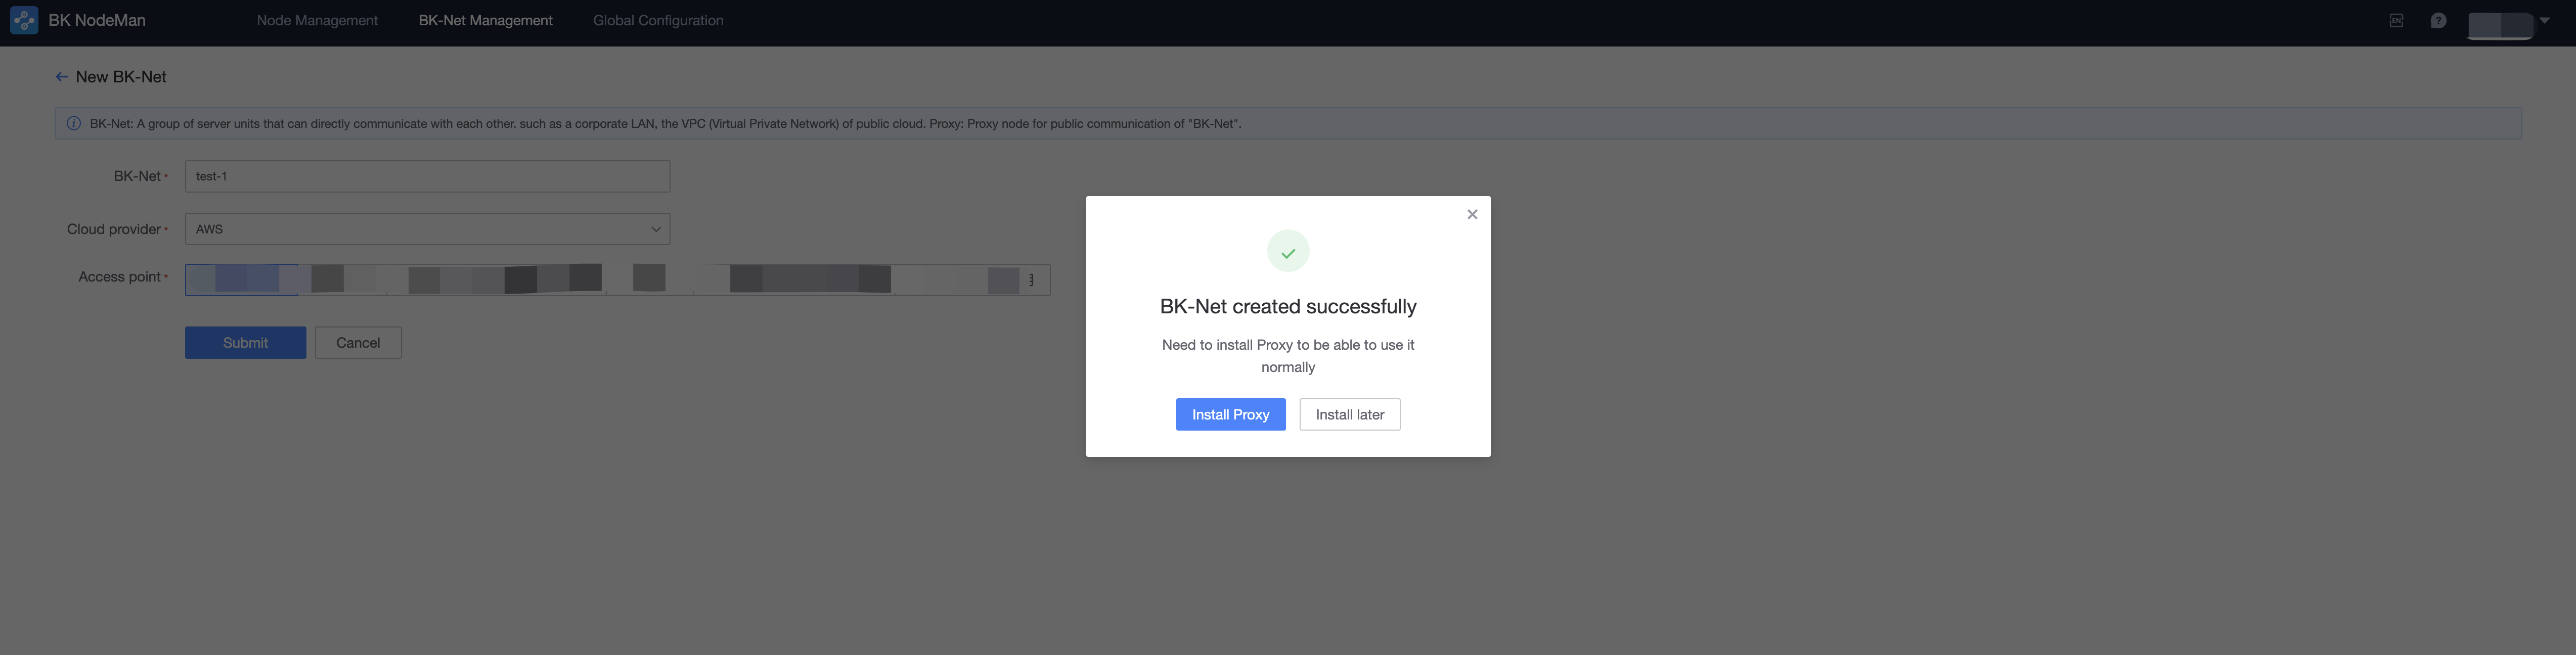 BK NodeMan
Node Management
BK-Net Management
Global Configuration
EN
?
New BK-Net
BK-Net: A group of server units that can directly communicate with each other. such as a corporate LAN, the VPC (Virtual Private Network) of public cloud. Proxy: Proxy node for public communication of "BK-Net".
BK-Net *
test-1
Cloud provider *
AWS
Access point *
Submit
Cancel
BK-Net created successfully
Need to install Proxy to be able to use it
normally
Install Proxy
Install later